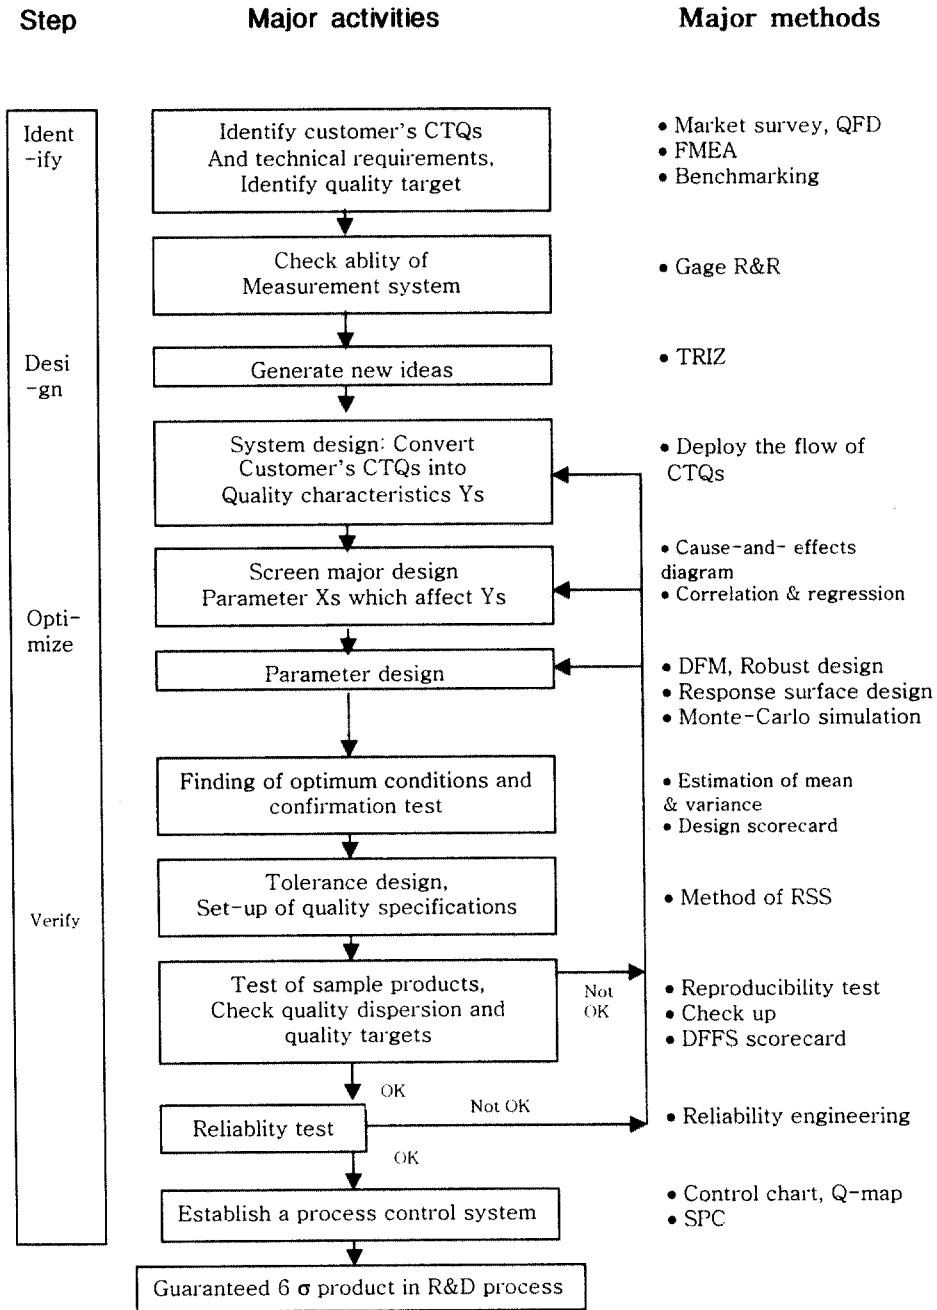 Step
Major activities
Major methods
Ident
-ify
Identify customer's CTQs
And technical requirements,
Identify quality target
• Market survey, QFD
• FMEA
• Benchmarking
Check ablity of
Measurement system
• Gage R&R
Desi
-gn
Generate new ideas
• TRIZ
System design: Convert
Customer's CTQs into
Quality characteristics Ys
• Deploy the flow of
CTQs
Opti-
mize
Screen major design
Parameter Xs which affect Ys
• Cause-and- effects
diagram
• Correlation & regression
Parameter design
• DFM, Robust design
• Response surface design
• Monte-Carlo simulation
Finding of optimum conditions and
confirmation test
• Estimation of mean
& variance
• Design scorecard
Verify
Tolerance design,
Set-up of quality specifications
• Method of RSS
Test of sample products,
Check quality dispersion and
quality targets
Not
OK
• Reproducibility test
• Check up
• DFFS scorecard
OK
Reliablity test
Not OK
• Reliability engineering
OK
Establish a process control system
• Control chart, Q-map
• SPC
Guaranteed 6 σ product in R&D process